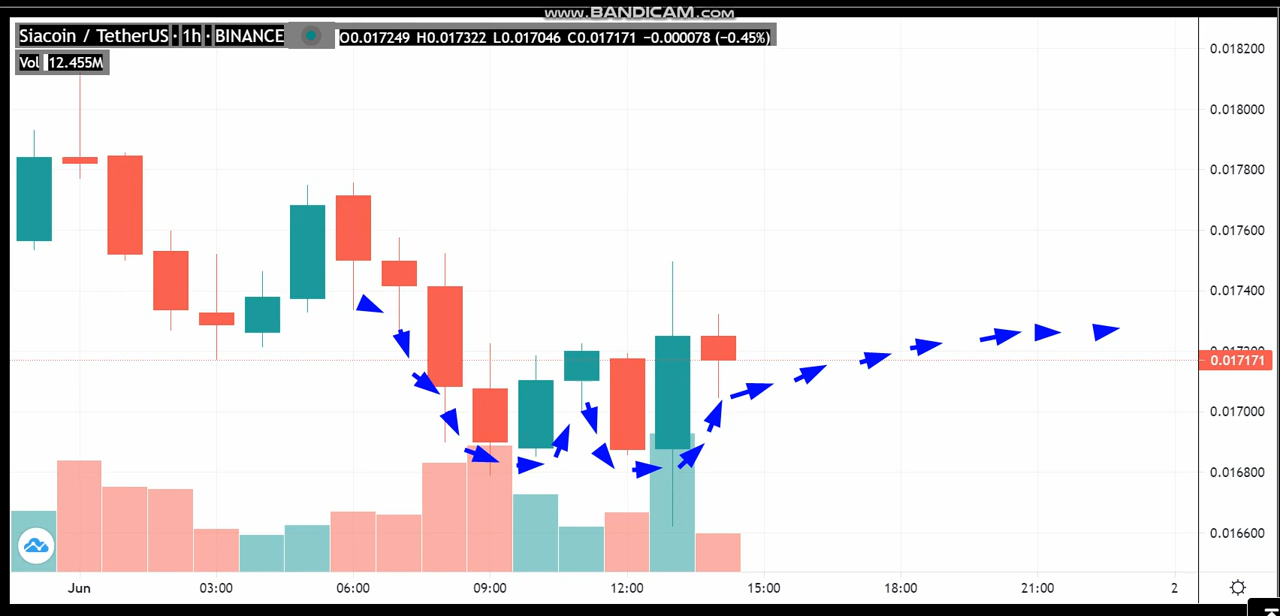 www.BANDICAM.com
Siacoin / TetherUS · 1h · BINANCE O0.017249 H0.017322 L0.017046 C0.017171 −0.000078 (−0.45%)
Vol 12.455M
0.018200
0.018000
0.017800
0.017600
0.017400
0.017171
0.017000
0.016800
0.016600
Jun 03:00 06:00 09:00 12:00 15:00 18:00 21:00 2